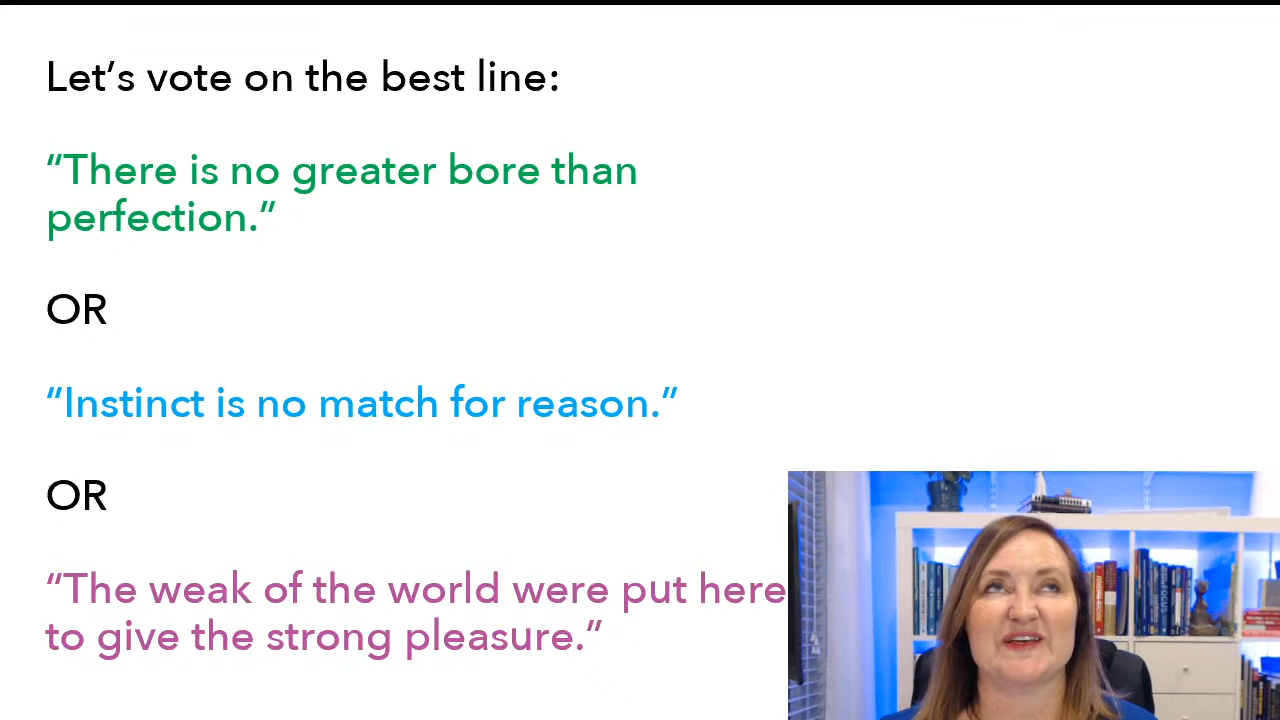 Let’s vote on the best line:
“There is no greater bore than
perfection.”
OR
“Instinct is no match for reason.”
OR
“The weak of the world were put here
to give the strong pleasure.”
FOCUS